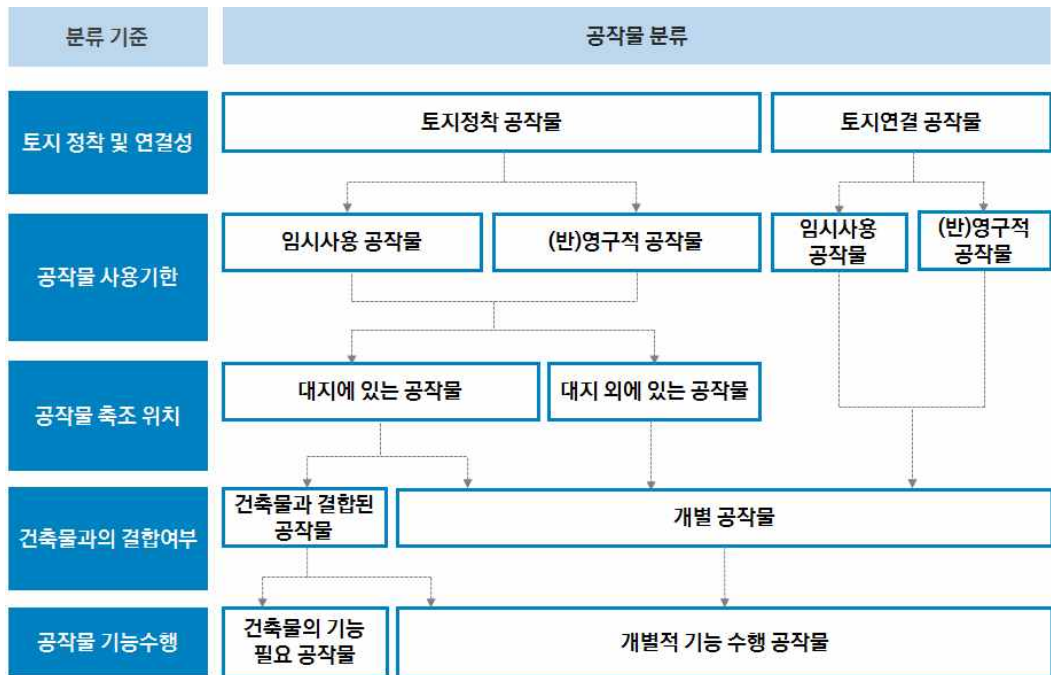 분류 기준
공작물 분류
토지 정착 및 연결성
토지정착 공작물
토지연결 공작물
공작물 사용기한
임시사용 공작물
(반)영구적 공작물
임시사용
공작물
(반)영구적
공작물
공작물 축조 위치
대지에 있는 공작물
대지 외에 있는 공작물
건축물과의 결합여부
건축물과 결합된
공작물
개별 공작물
공작물 기능수행
건축물의 기능
필요 공작물
개별적 기능 수행 공작물